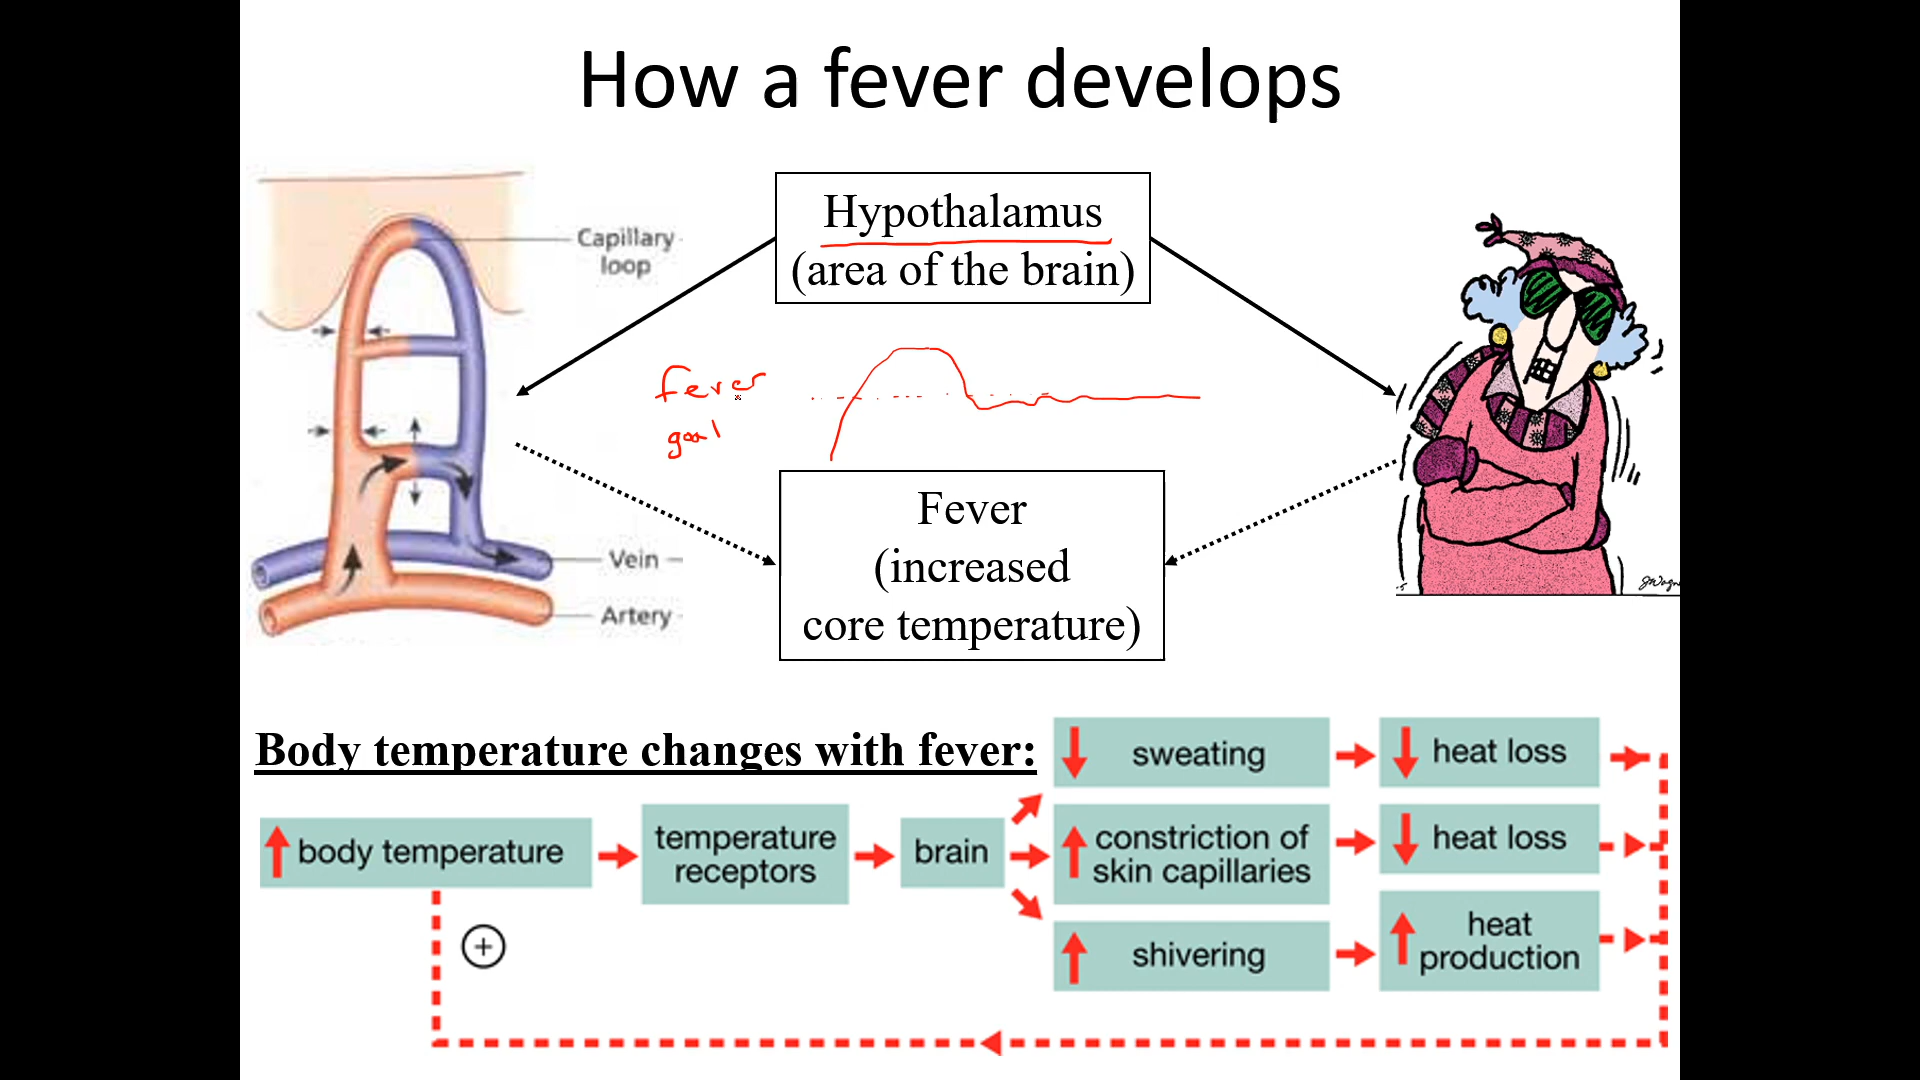 How a fever develops
Hypothalamus
(area of the brain)
Capillary
loop
fever
goal
Fever
(increased
core temperature)
Vein
Artery
Body temperature changes with fever:
sweating
heat loss
body temperature
temperature
receptors
brain
constriction of
skin capillaries
heat loss
shivering
heat
production
+